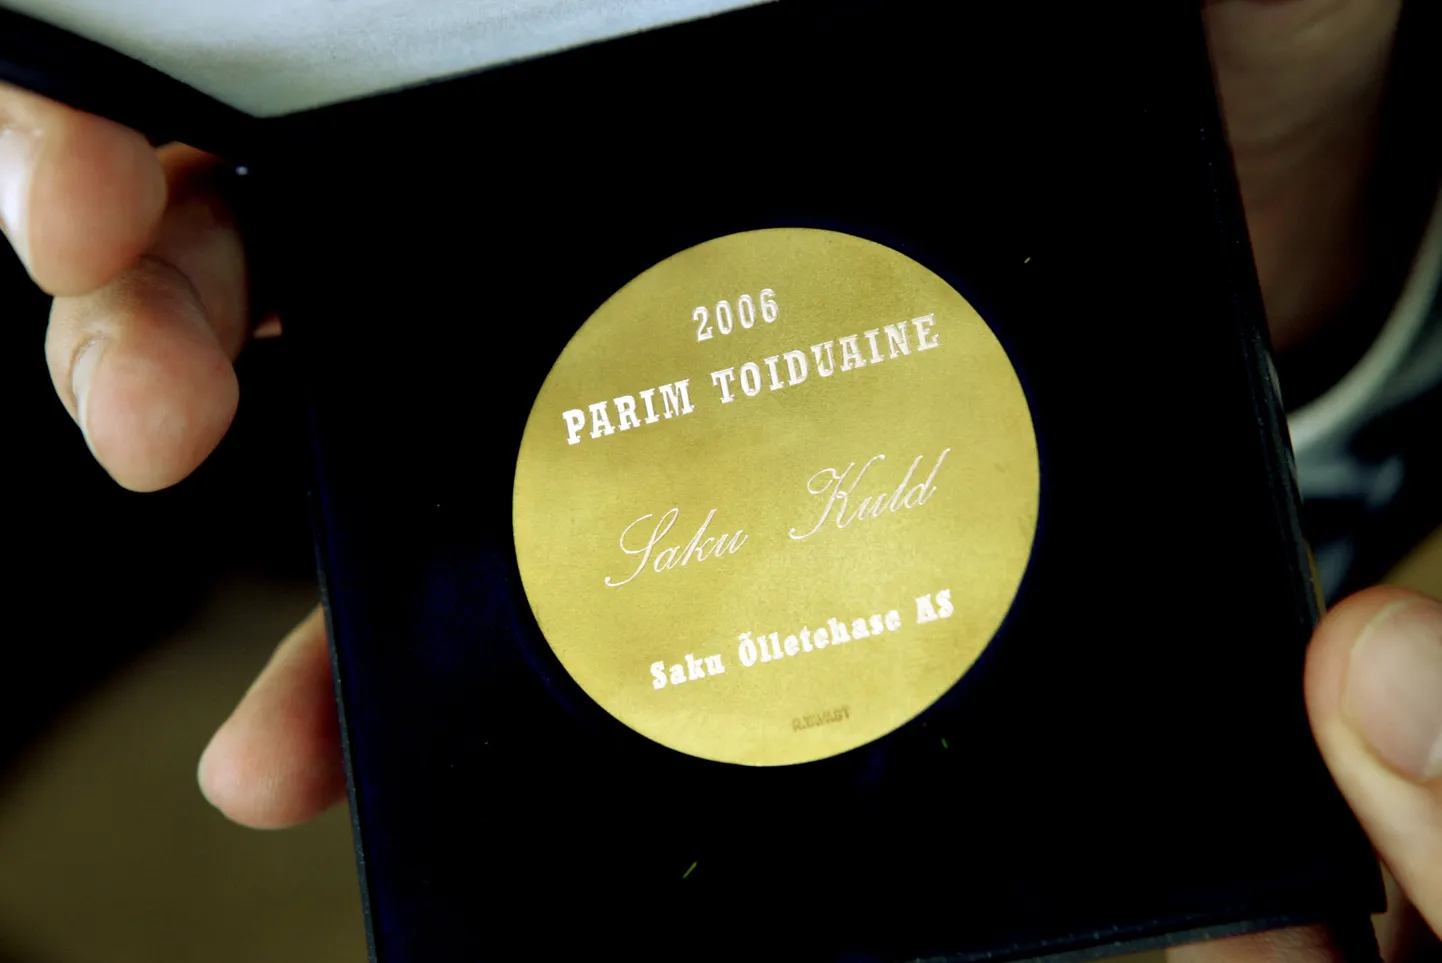 2006
PARIM TOIDUAINE
Saku Kuld
Saku Õlletehase AS